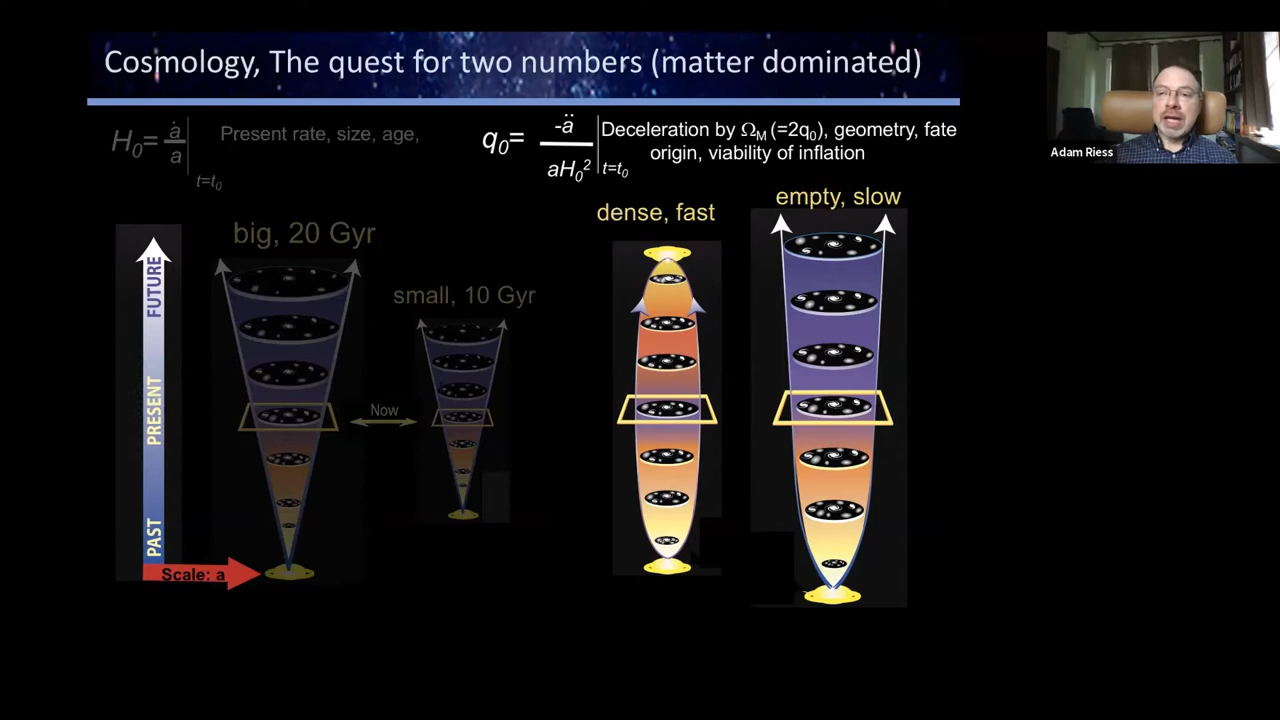 Cosmology, The quest for two numbers (matter dominated)
H₀= ȧ/a |t=t₀
Present rate, size, age,
q₀= -ä/aH₀² |t=t₀
Deceleration by Ω_M (=2q₀), geometry, fate
origin, viability of inflation
big, 20 Gyr
small, 10 Gyr
dense, fast
empty, slow
FUTURE
PRESENT
PAST
Now
Scale: a
Adam Riess